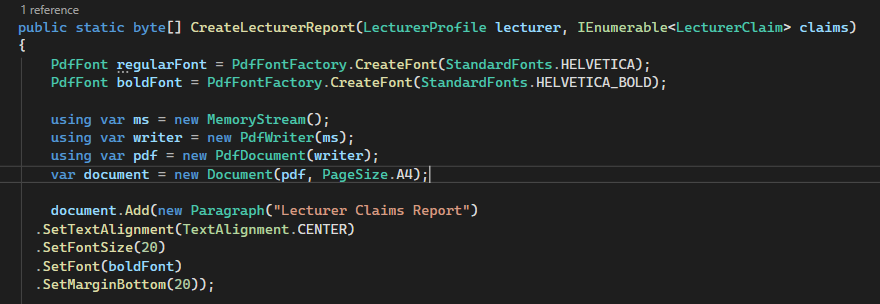 1 reference
public static byte[] CreateLecturerReport(LecturerProfile lecturer, IEnumerable<LecturerClaim> claims)
{
    PdfFont regularFont = PdfFontFactory.CreateFont(StandardFonts.HELVETICA);
    PdfFont boldFont = PdfFontFactory.CreateFont(StandardFonts.HELVETICA_BOLD);
    using var ms = new MemoryStream();
    using var writer = new PdfWriter(ms);
    using var pdf = new PdfDocument(writer);
    var document = new Document(pdf, PageSize.A4);
    document.Add(new Paragraph("Lecturer Claims Report")
  .SetTextAlignment(TextAlignment.CENTER)
  .SetFontSize(20)
  .SetFont(boldFont)
  .SetMarginBottom(20));